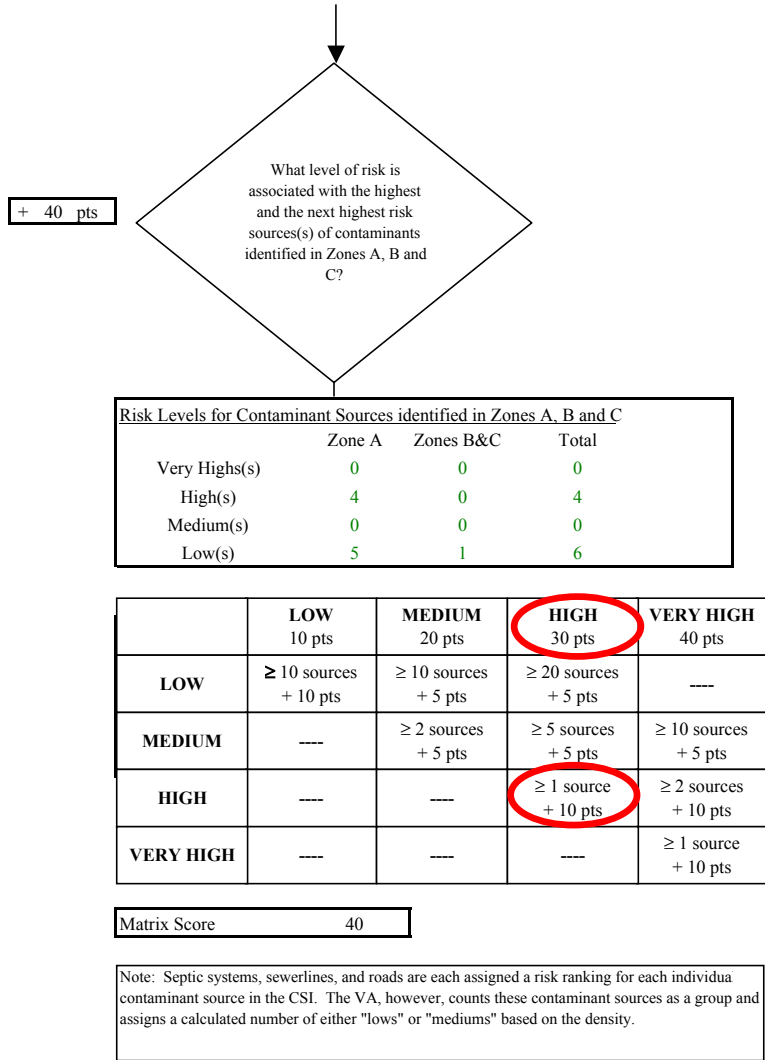 What level of risk is
associated with the highest
and the next highest risk
sources(s) of contaminants
identified in Zones A, B and
C?
+ 40 pts
Risk Levels for Contaminant Sources identified in Zones A, B and C
Zone A Zones B&C Total
Very Highs(s) 0 0 0
High(s) 4 0 4
Medium(s) 0 0 0
Low(s) 5 1 6
LOW MEDIUM HIGH VERY HIGH
10 pts 20 pts 30 pts 40 pts
LOW ≥ 10 sources ≥ 10 sources ≥ 20 sources ----
+ 10 pts + 5 pts + 5 pts
MEDIUM ---- ≥ 2 sources ≥ 5 sources ≥ 10 sources
+ 5 pts + 5 pts + 5 pts
HIGH ---- ---- ≥ 1 source ≥ 2 sources
+ 10 pts + 10 pts
VERY HIGH ---- ---- ---- ≥ 1 source
+ 10 pts
Matrix Score 40
Note: Septic systems, sewerlines, and roads are each assigned a risk ranking for each individua
contaminant source in the CSI. The VA, however, counts these contaminant sources as a group and
assigns a calculated number of either "lows" or "mediums" based on the density.